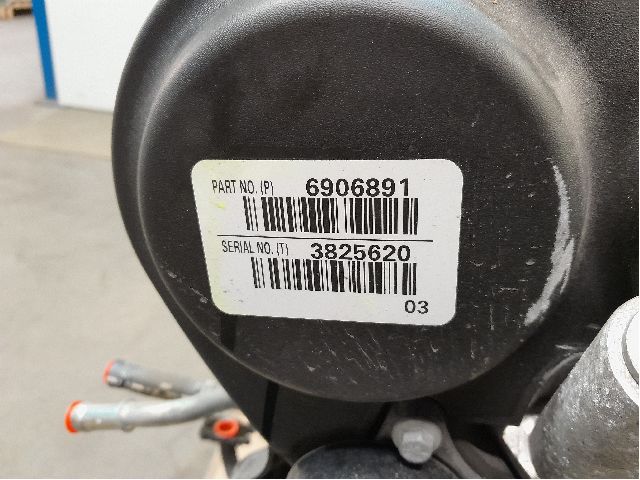 PART NO. (P) 6906891
SERIAL NO. (T) 3825620
03